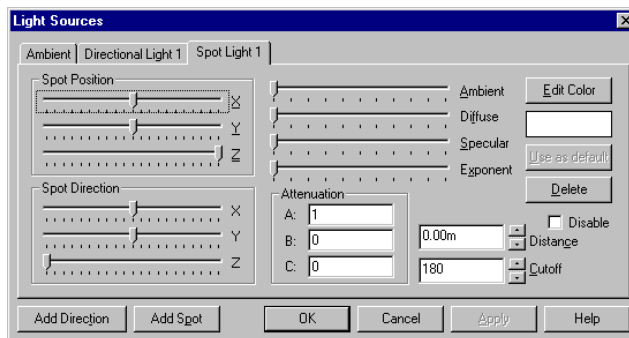 Light Sources
Ambient
Directional Light 1
Spot Light 1
Spot Position
X
Y
Z
Ambient
Diffuse
Specular
Exponent
Edit Color
Use as default
Delete
Spot Direction
X
Y
Z
Attenuation
A: 1
B: 0
C: 0
0.00m
Distance
180
Cutoff
Disable
Add Direction
Add Spot
OK
Cancel
Apply
Help